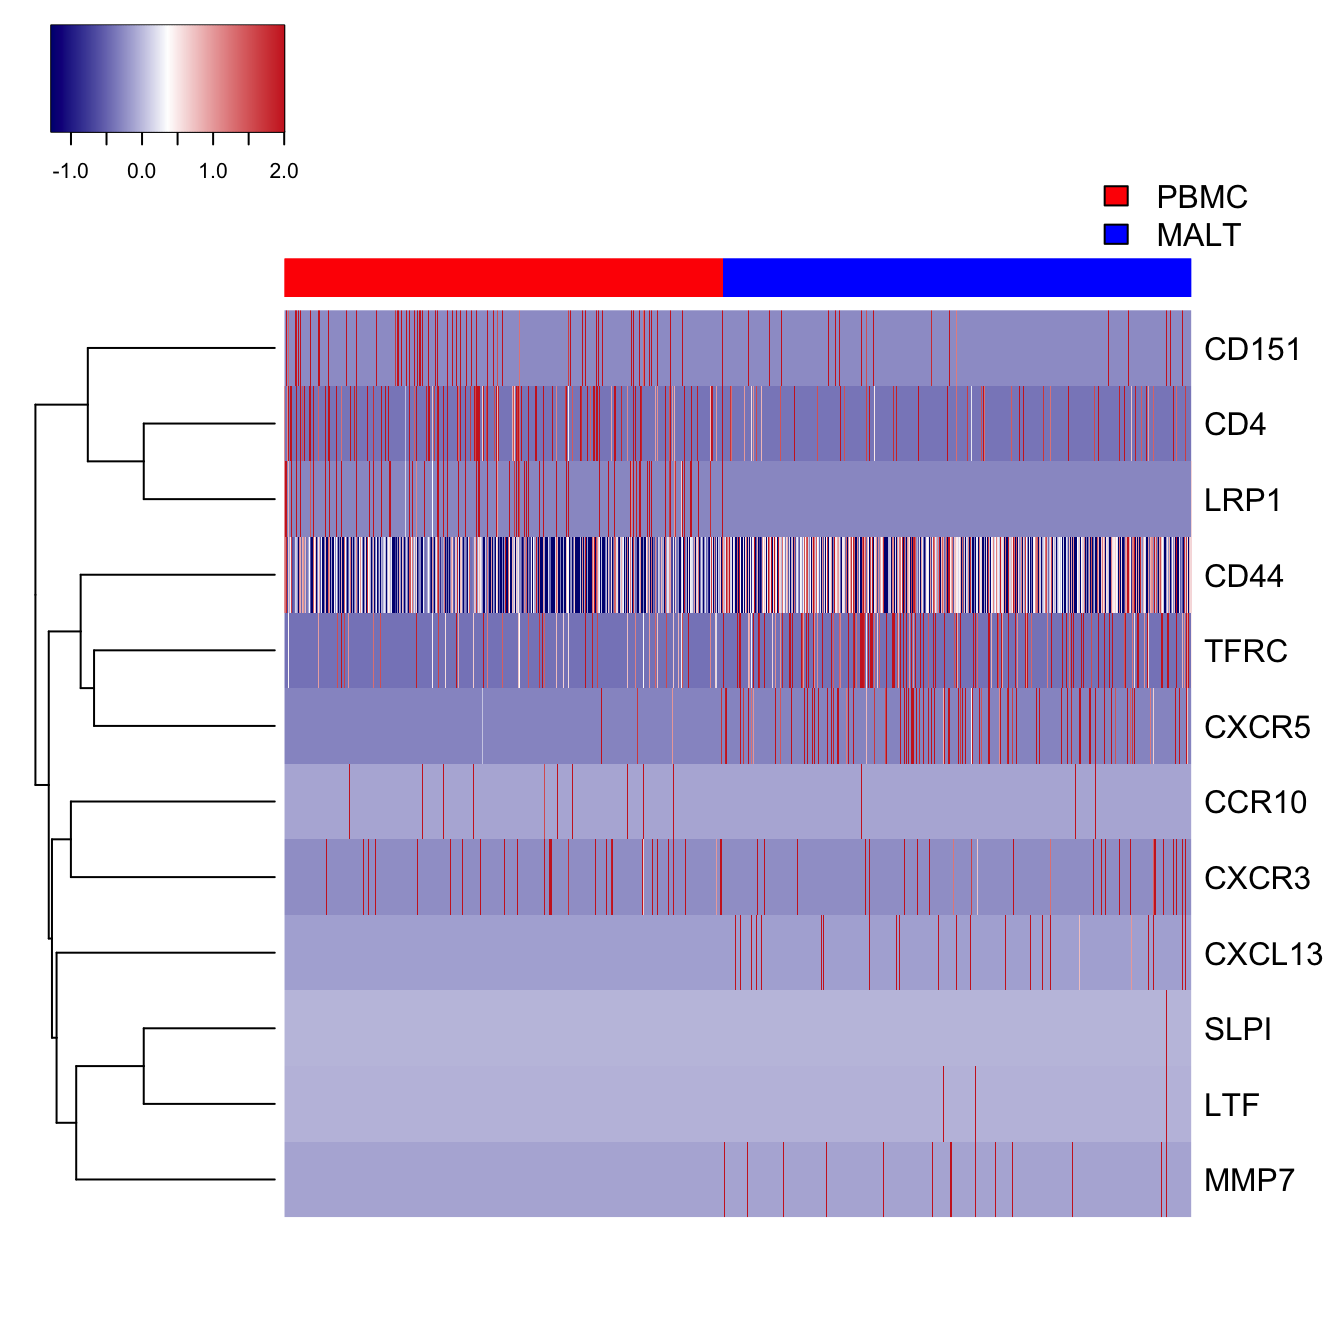 -1.0 0.0 1.0 2.0
PBMC
MALT
CD151
CD4
LRP1
CD44
TFRC
CXCR5
CCR10
CXCR3
CXCL13
SLPI
LTF
MMP7